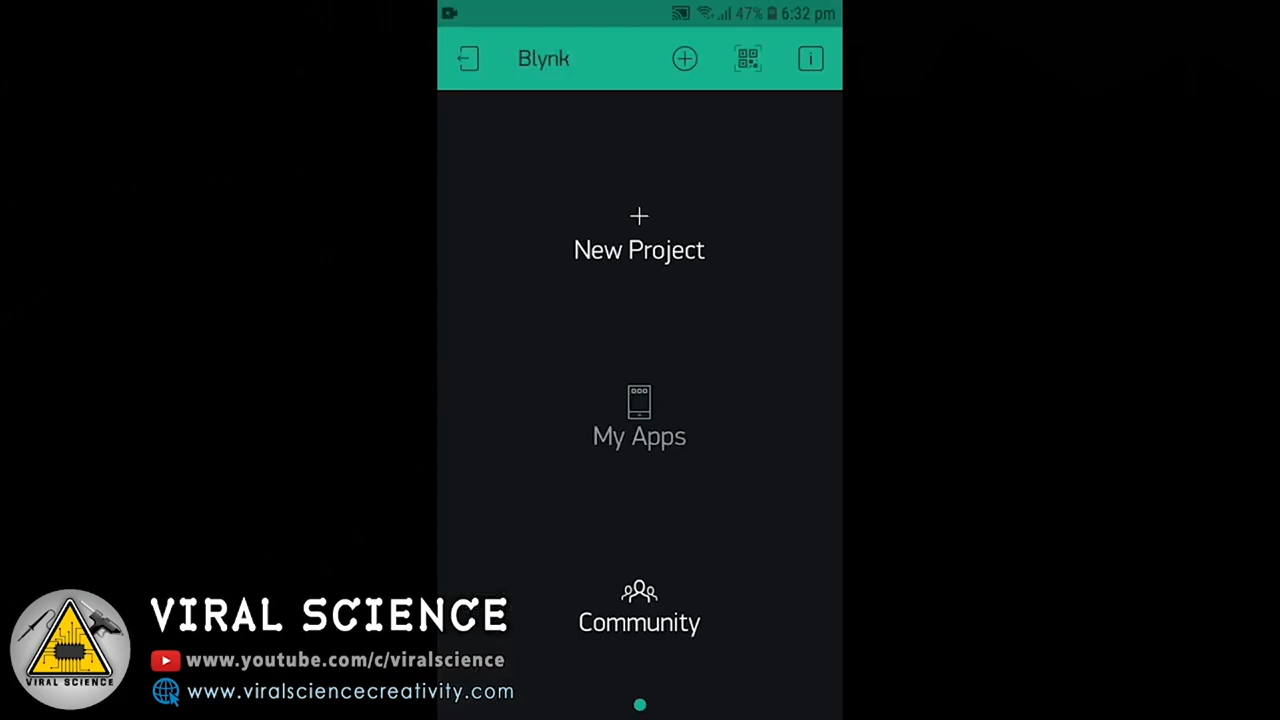 47% 6:32 pm
Blynk
New Project
My Apps
Community
VIRAL SCIENCE
VIRAL SCIENCE
www.youtube.com/c/viralscience
www.viralsciencecreativity.com